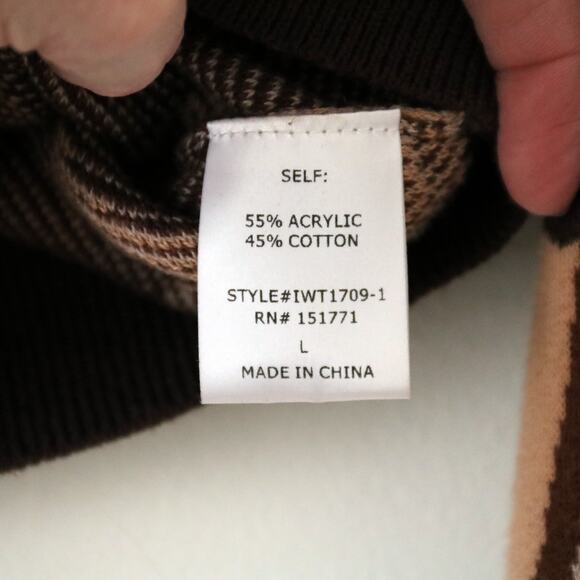 SELF:
55% ACRYLIC
45% COTTON
STYLE#IWT1709-1
RN# 151771
L
MADE IN CHINA